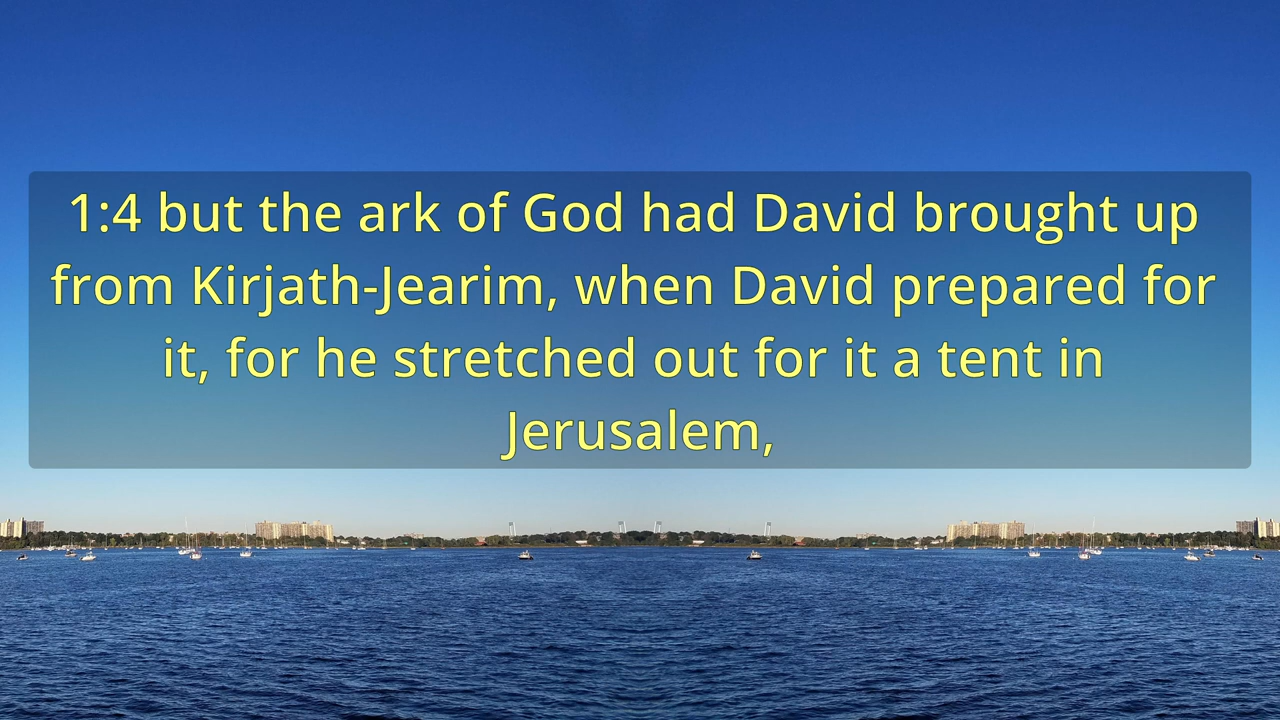 1:4 but the ark of God had David brought up
from Kirjath-Jearim, when David prepared for
it, for he stretched out for it a tent in
Jerusalem,